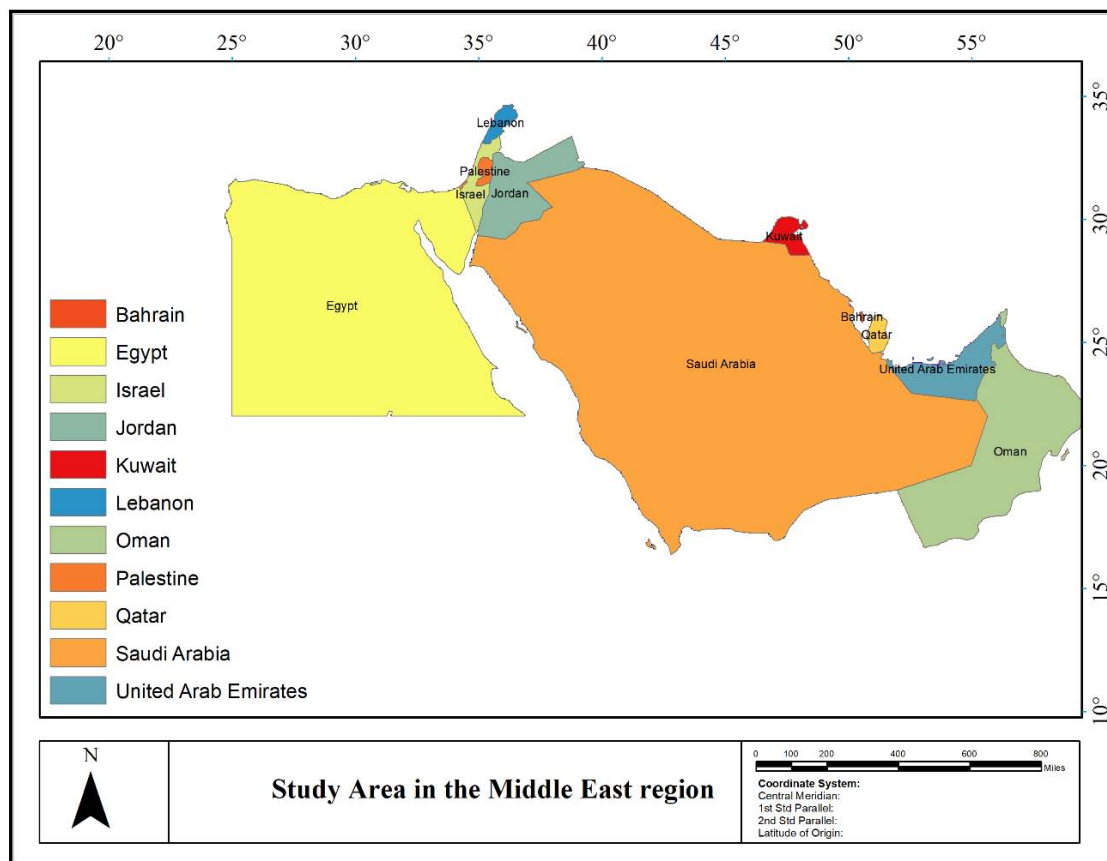 20° 25° 30° 35° 40° 45° 50° 55°
35°
Lebanon
Palestine
Israel Jordan
30°
Kuwait
Egypt
Bahrain
Qatar
25°
Saudi Arabia
United Arab Emirates
Oman
20°
15°
10°
Bahrain
Egypt
Israel
Jordan
Kuwait
Lebanon
Oman
Palestine
Qatar
Saudi Arabia
United Arab Emirates
N
Study Area in the Middle East region
0 100 200 400 600 800
Miles
Coordinate System:
Central Meridian:
1st Std Parallel:
2nd Std Parallel:
Latitude of Origin: